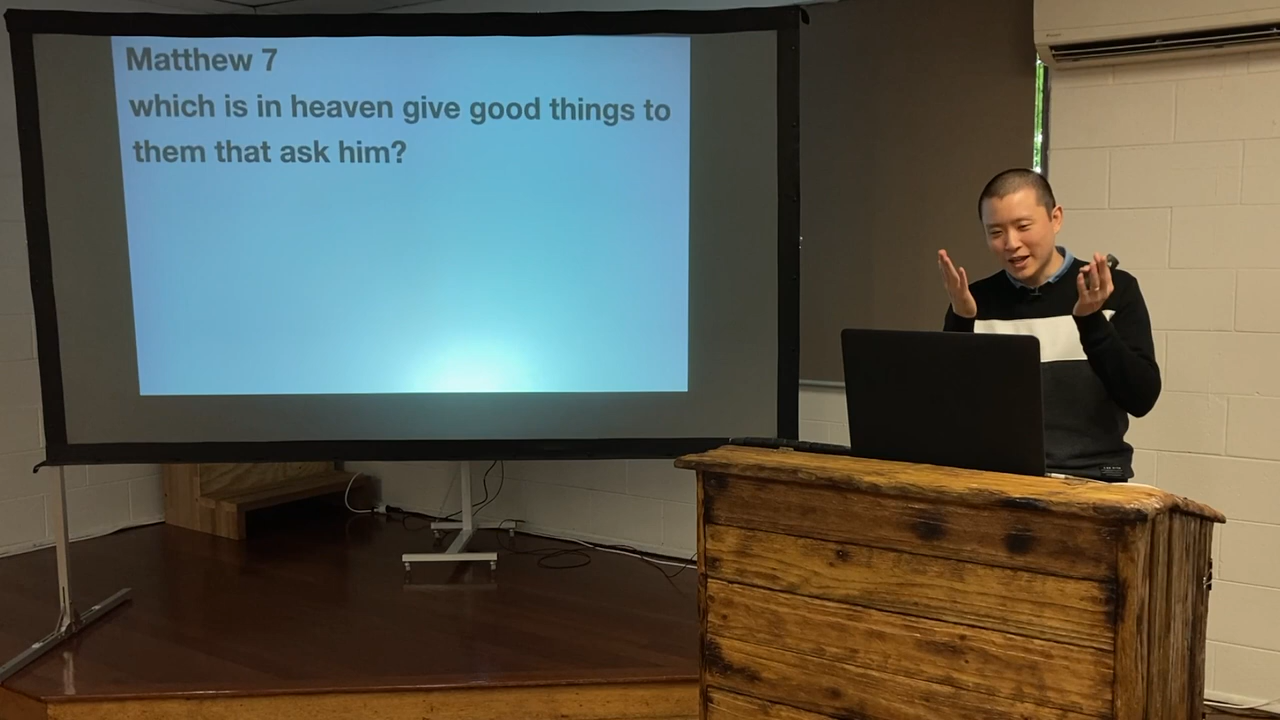 Matthew 7
which is in heaven give good things to
them that ask him?